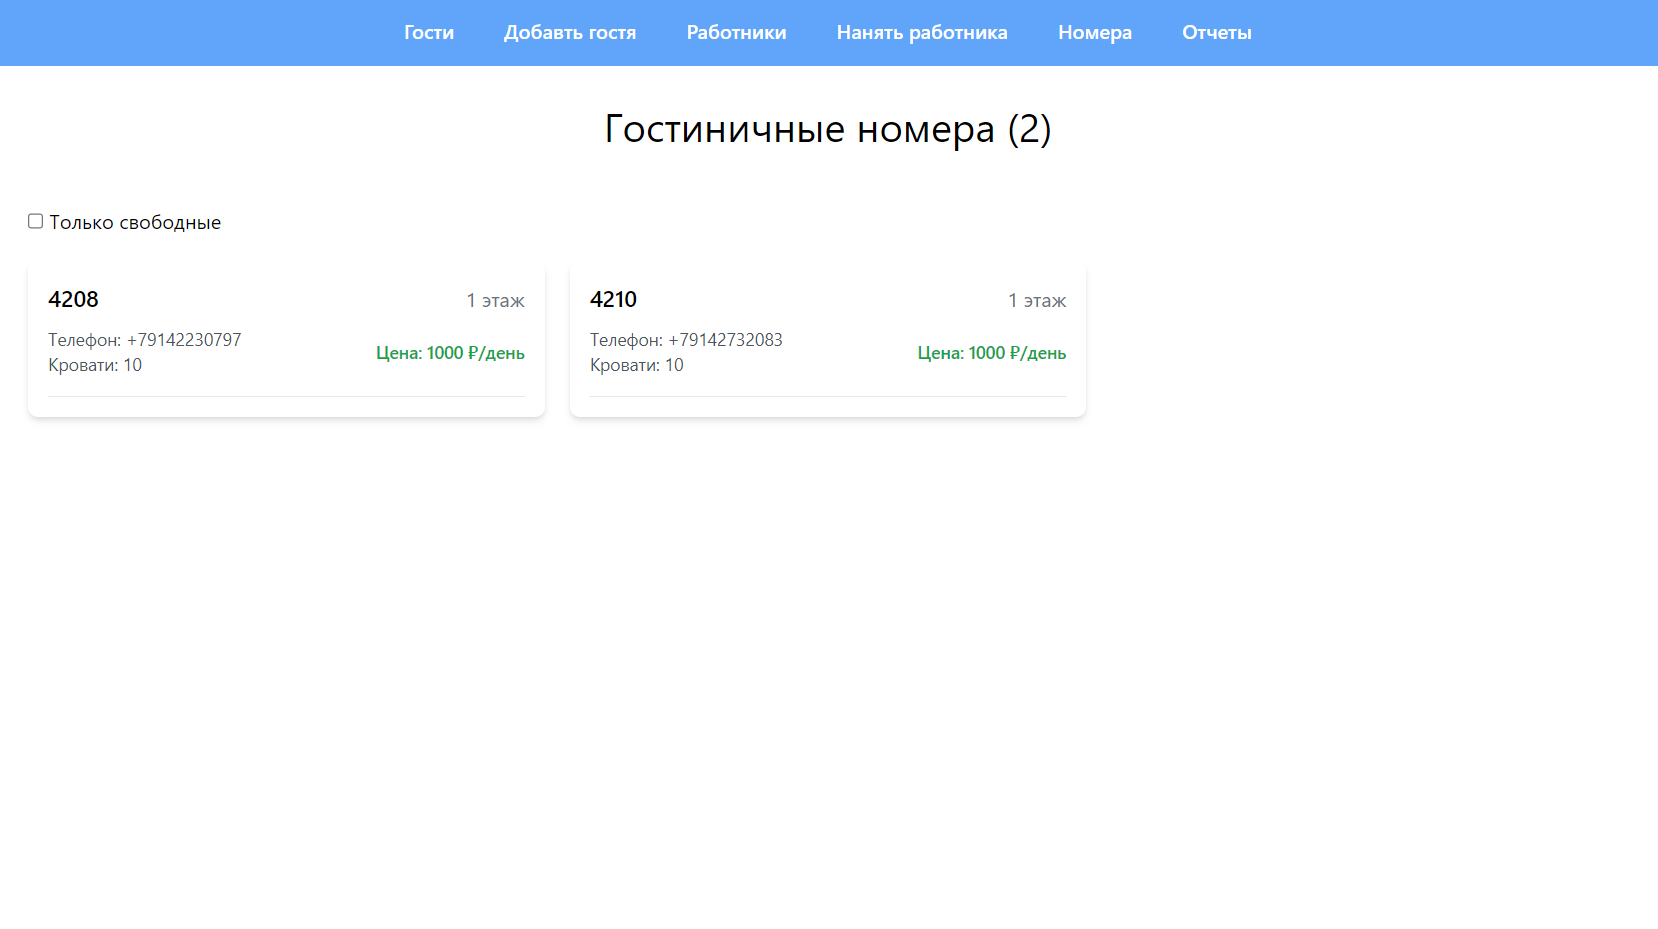 Гости Добавть гостя Работники Нанять работника Номера Отчеты
Гостиничные номера (2)
Только свободные
4208 1 этаж
Телефон: +79142230797
Цена: 1000 ₽/день
Кровати: 10
4210 1 этаж
Телефон: +79142732083
Цена: 1000 ₽/день
Кровати: 10